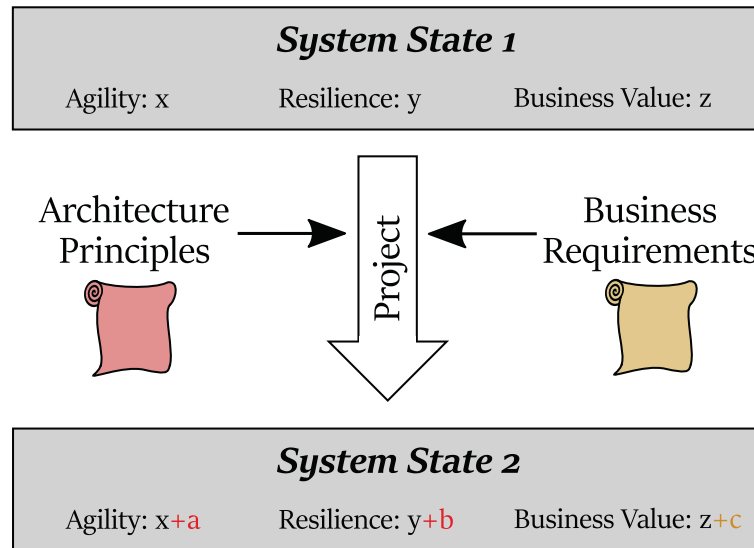 System State 1
Agility: x Resilience: y Business Value: z
Architecture
Principles
Project
Business
Requirements
System State 2
Agility: x+a Resilience: y+b Business Value: z+c